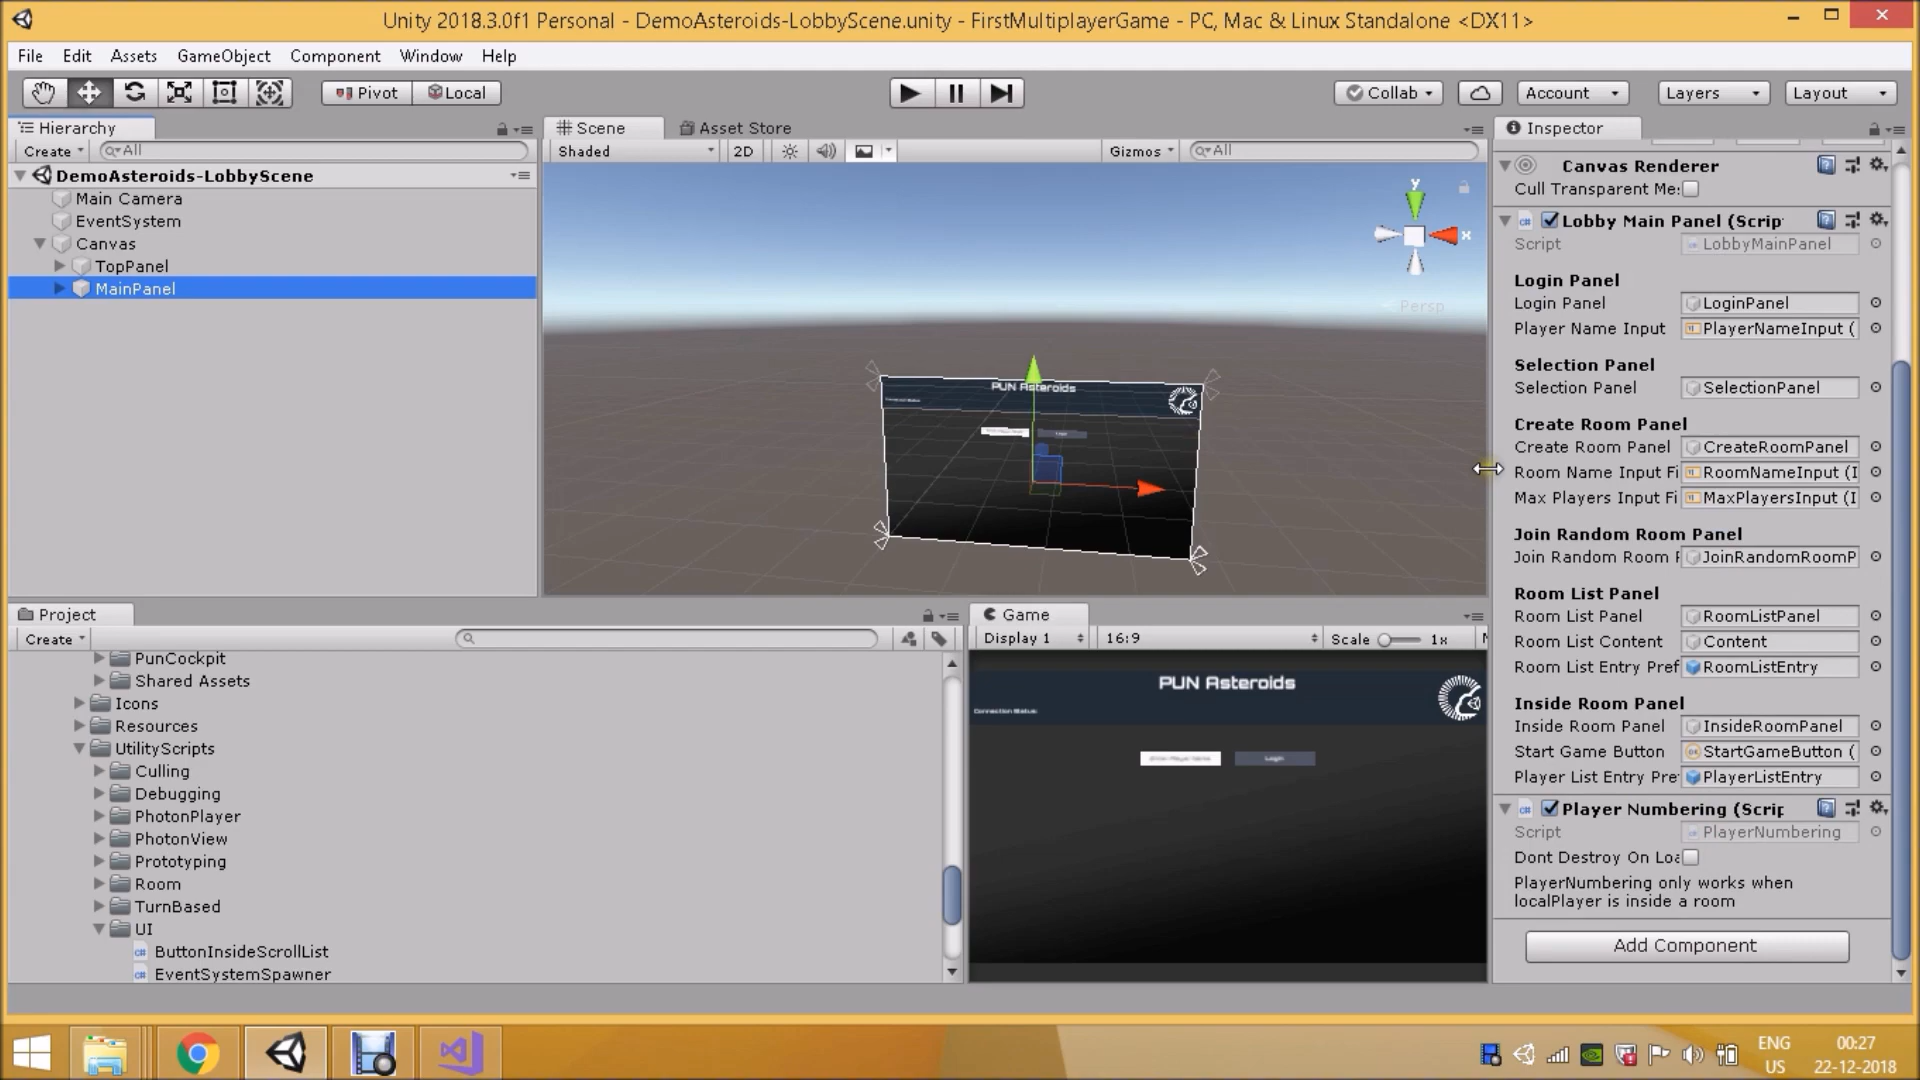 Unity 2018.3.0f1 Personal - DemoAsteroids-LobbyScene.unity - FirstMultiplayerGame - PC, Mac & Linux Standalone <DX11>
File Edit Assets GameObject Component Window Help
Pivot Local Collab Account Layers Layout
Hierarchy
Create All
DemoAsteroids-LobbyScene
Main Camera
EventSystem
Canvas
TopPanel
MainPanel
Scene Asset Store
Shaded 2D Gizmos All
y
x
Persp
PUN Asteroids
Project
Create
PunCockpit
Shared Assets
Icons
Resources
UtilityScripts
Culling
Debugging
PhotonPlayer
PhotonView
Prototyping
Room
TurnBased
UI
ButtonInsideScrollList
EventSystemSpawner
Game
Display 1 16:9 Scale 1x
PUN Asteroids
Connection Status:
Enter Player Name Login
Inspector
Canvas Renderer
Cull Transparent Me:
Lobby Main Panel (Scrip
Script LobbyMainPanel
Login Panel
Login Panel LoginPanel
Player Name Input PlayerNameInput (
Selection Panel
Selection Panel SelectionPanel
Create Room Panel
Create Room Panel CreateRoomPanel
Room Name Input Fi RoomNameInput (I
Max Players Input Fi MaxPlayersInput (I
Join Random Room Panel
Join Random Room F JoinRandomRoomP
Room List Panel
Room List Panel RoomListPanel
Room List Content Content
Room List Entry Pref RoomListEntry
Inside Room Panel
Inside Room Panel InsideRoomPanel
Start Game Button StartGameButton (
Player List Entry Pre PlayerListEntry
Player Numbering (Scrip
Script PlayerNumbering
Dont Destroy On Loa
PlayerNumbering only works when
localPlayer is inside a room
Add Component
ENG
US
00:27
22-12-2018